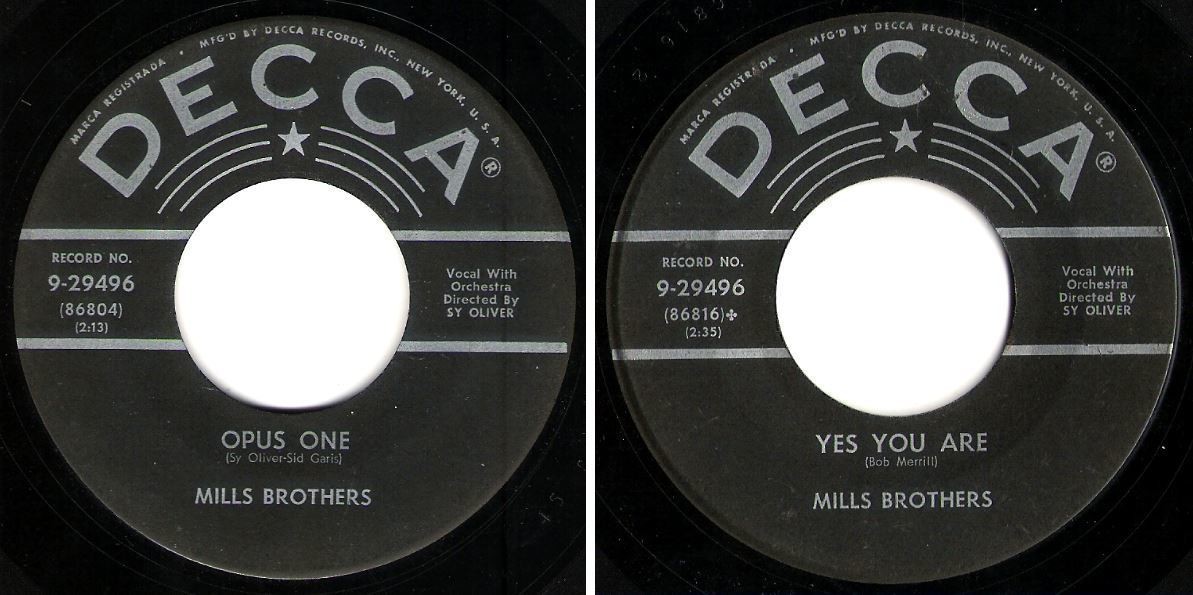 MARCA REGISTRADA • MFG'D BY DECCA RECORDS, INC., NEW YORK, U. S. A.
DECCA®
RECORD NO.
9-29496
(86804)
(2:13)
Vocal With
Orchestra
Directed By
SY OLIVER
OPUS ONE
(Sy Oliver-Sid Garis)
MILLS BROTHERS
MARCA REGISTRADA • MFG'D BY DECCA RECORDS, INC., NEW YORK, U. S. A.
DECCA®
RECORD NO.
9-29496
(86816)✤
(2:35)
Vocal With
Orchestra
Directed By
SY OLIVER
YES YOU ARE
(Bob Merrill)
MILLS BROTHERS